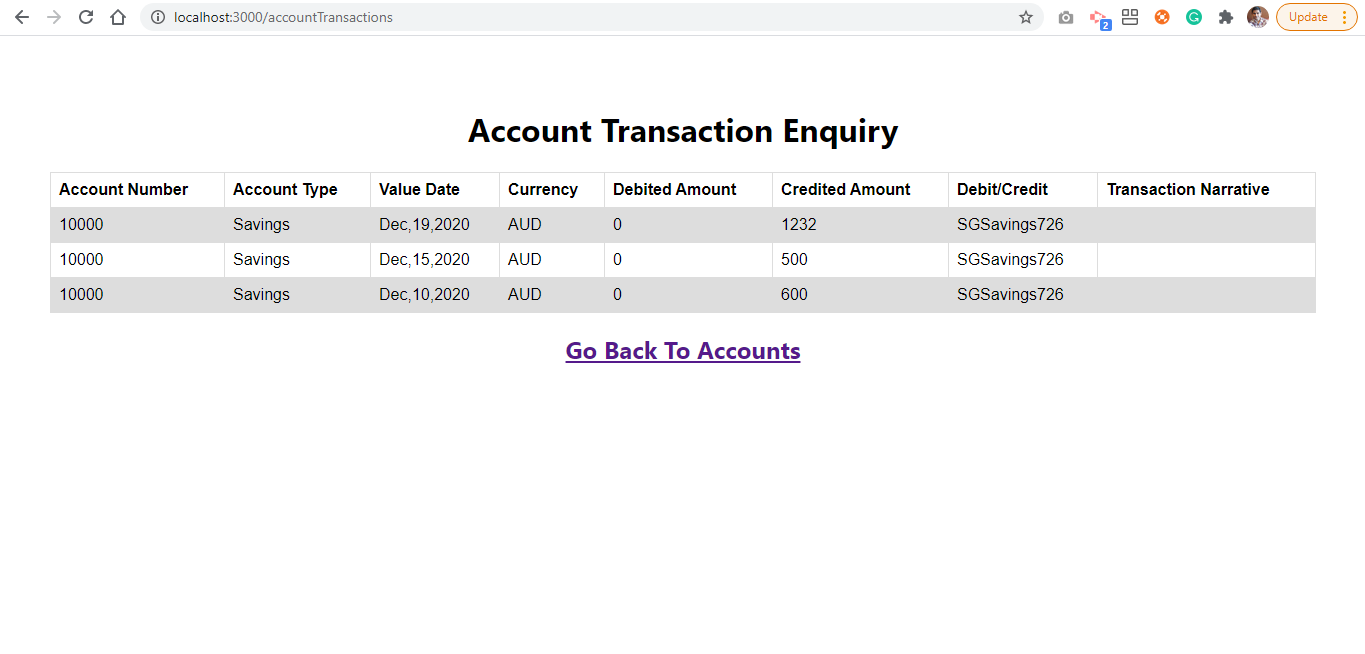 localhost:3000/accountTransactions
2
Update
Account Transaction Enquiry
Account Number Account Type Value Date Currency Debited Amount Credited Amount Debit/Credit Transaction Narrative
10000 Savings Dec,19,2020 AUD 0 1232 SGSavings726
10000 Savings Dec,15,2020 AUD 0 500 SGSavings726
10000 Savings Dec,10,2020 AUD 0 600 SGSavings726
Go Back To Accounts